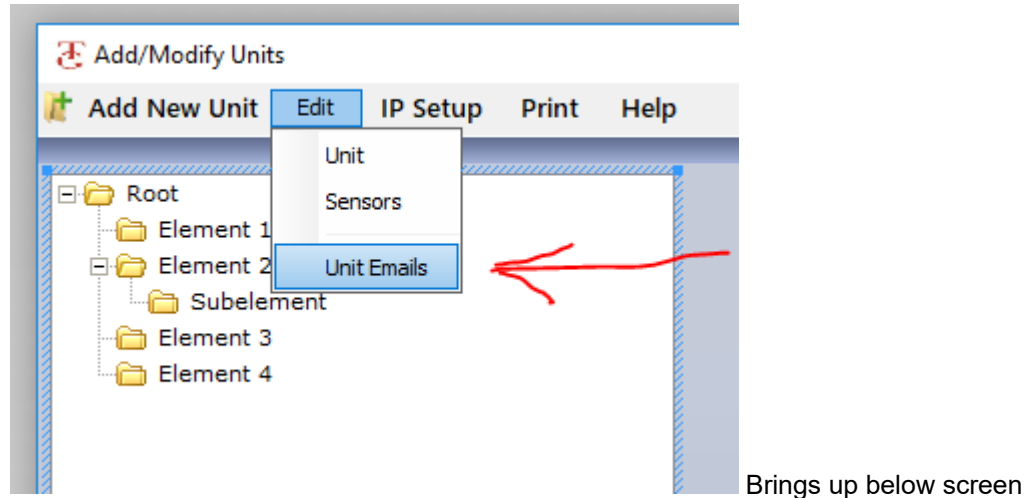 Add/Modify Units
Add New Unit Edit IP Setup Print Help
Unit
Sensors
Unit Emails
Root
Element 1
Element 2
Subelement
Element 3
Element 4
Brings up below screen